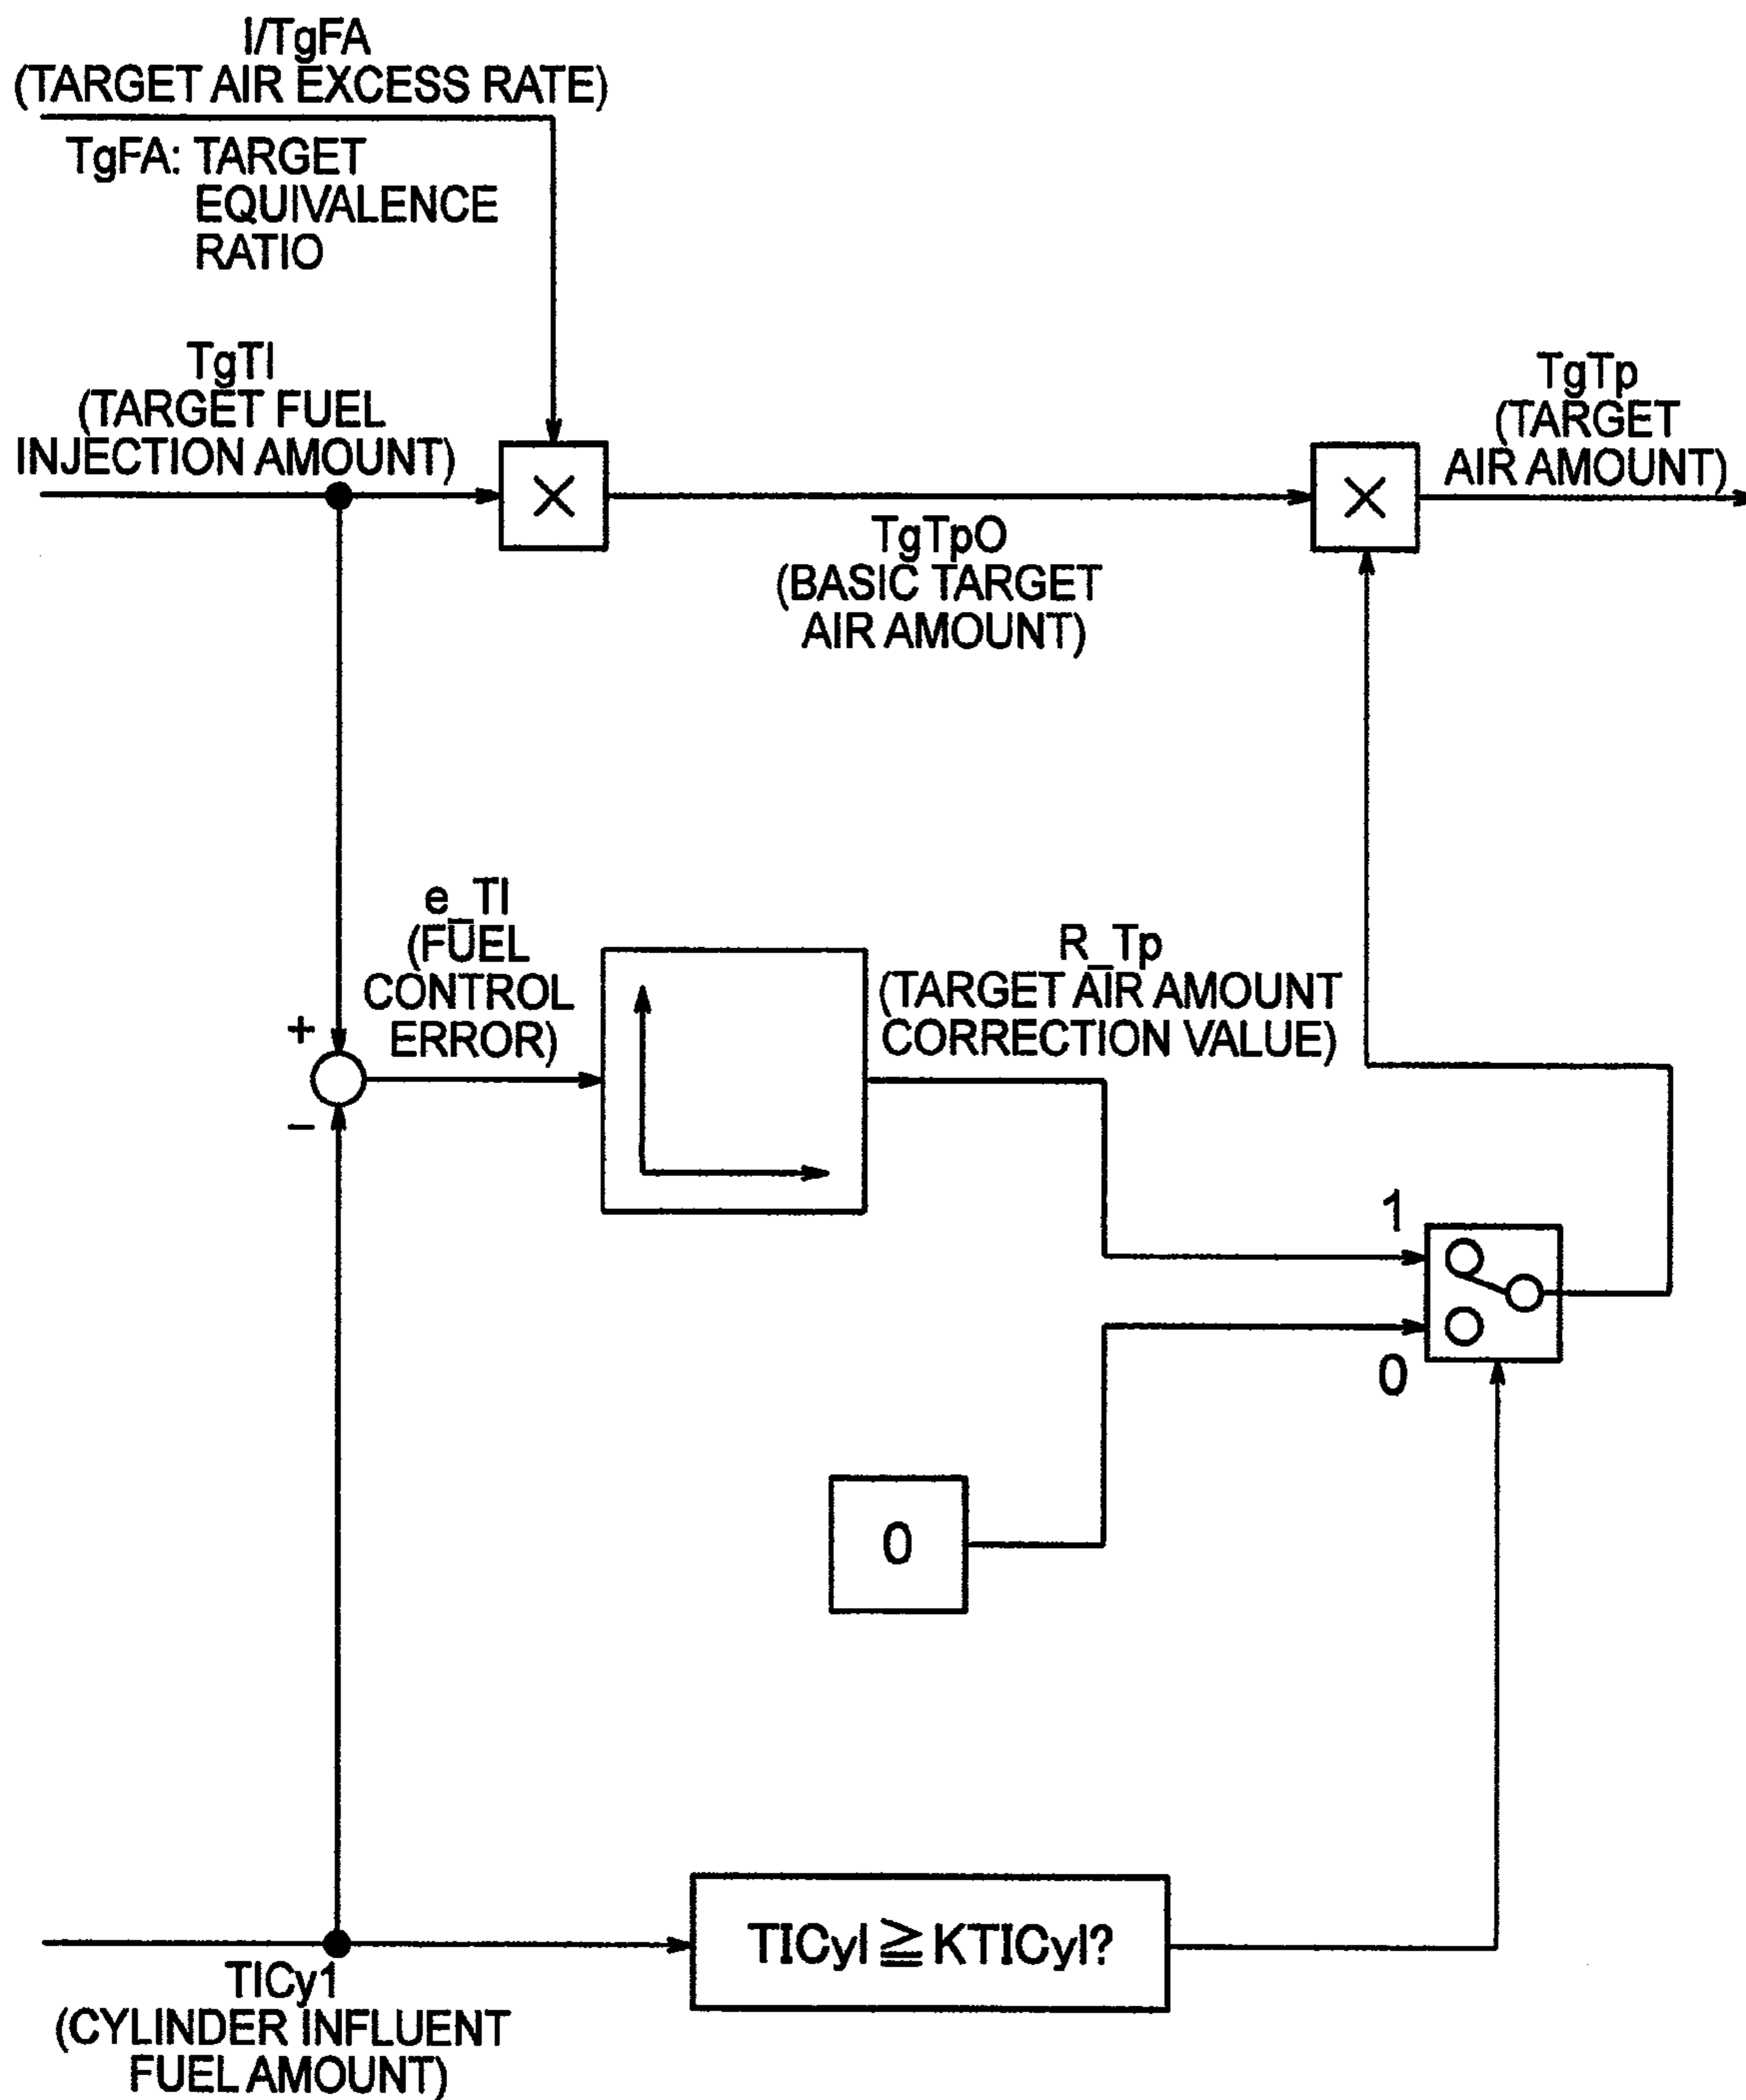 I/TgFA
(TARGET AIR EXCESS RATE)
TgFA: TARGET
EQUIVALENCE
RATIO
TgTI
(TARGET FUEL
INJECTION AMOUNT)
×
TgTpO
(BASIC TARGET
AIR AMOUNT)
×
TgTp
(TARGET
AIR AMOUNT)
e_TI
(FUEL
CONTROL
ERROR)
+
−
R_Tp
(TARGET AIR AMOUNT
CORRECTION VALUE)
1
0
0
TICyl ≧ KTICyl?
TICy1
(CYLINDER INFLUENT
FUEL AMOUNT)